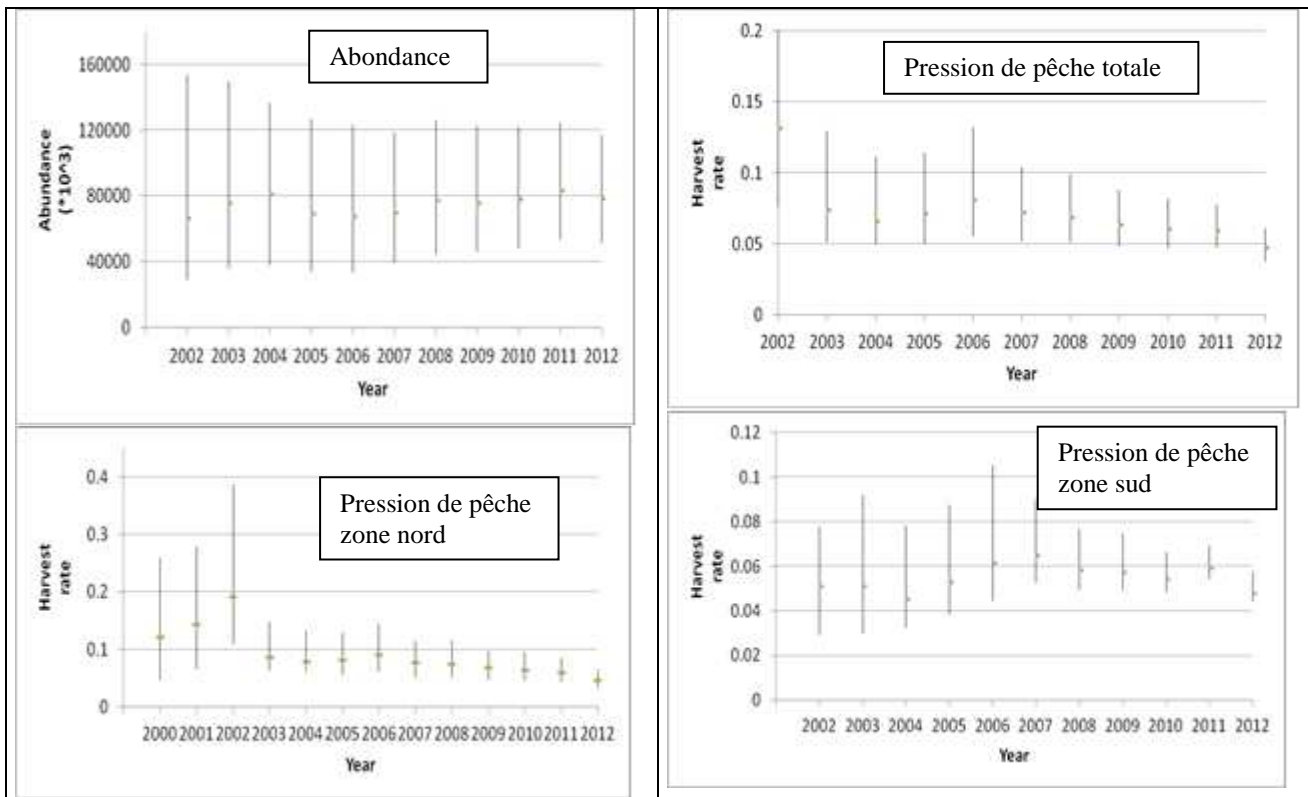 Abondance
160000
120000
80000
40000
0
Abundance
(*10^3)
2002 2003 2004 2005 2006 2007 2008 2009 2010 2011 2012
Year
Pression de pêche totale
0.2
0.15
0.1
0.05
0
Harvest
rate
2002 2003 2004 2005 2006 2007 2008 2009 2010 2011 2012
Year
Pression de pêche
zone nord
0.4
0.3
0.2
0.1
0
Harvest
rate
2000 2001 2002 2003 2004 2005 2006 2007 2008 2009 2010 2011 2012
Year
Pression de pêche
zone sud
0.12
0.1
0.08
0.06
0.04
0.02
0
Harvest
rate
2002 2003 2004 2005 2006 2007 2008 2009 2010 2011 2012
Year